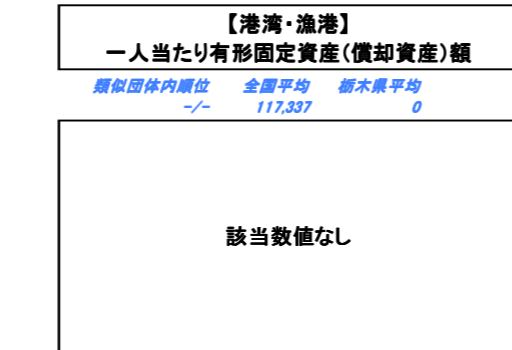 【港湾・漁港】
一人当たり有形固定資産(償却資産)額
類似団体内順位 全国平均 栃木県平均
-/- 117,337 0
該当数値なし